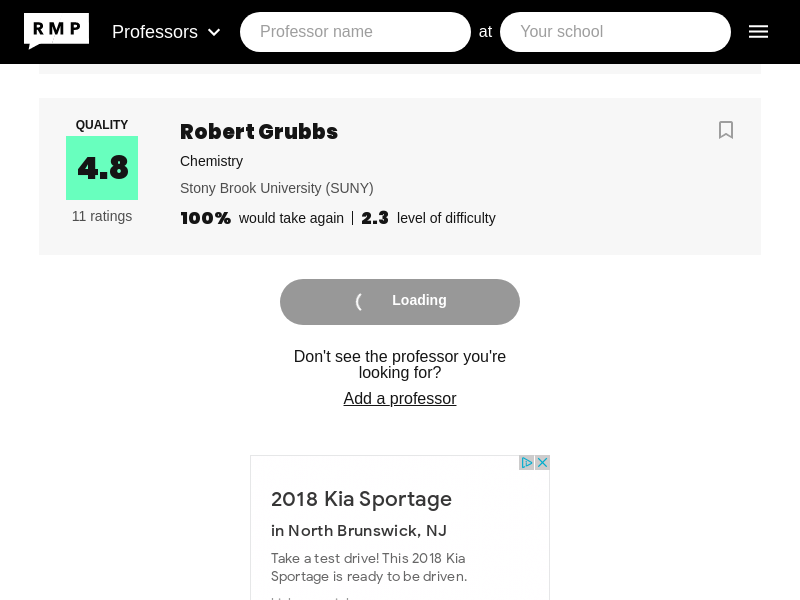 RMP Professors Professor name at Your school
QUALITY
4.8
11 ratings
Robert Grubbs
Chemistry
Stony Brook University (SUNY)
100% would take again | 2.3 level of difficulty
Loading
Don't see the professor you're
looking for?
Add a professor
2018 Kia Sportage
in North Brunswick, NJ
Take a test drive! This 2018 Kia
Sportage is ready to be driven.